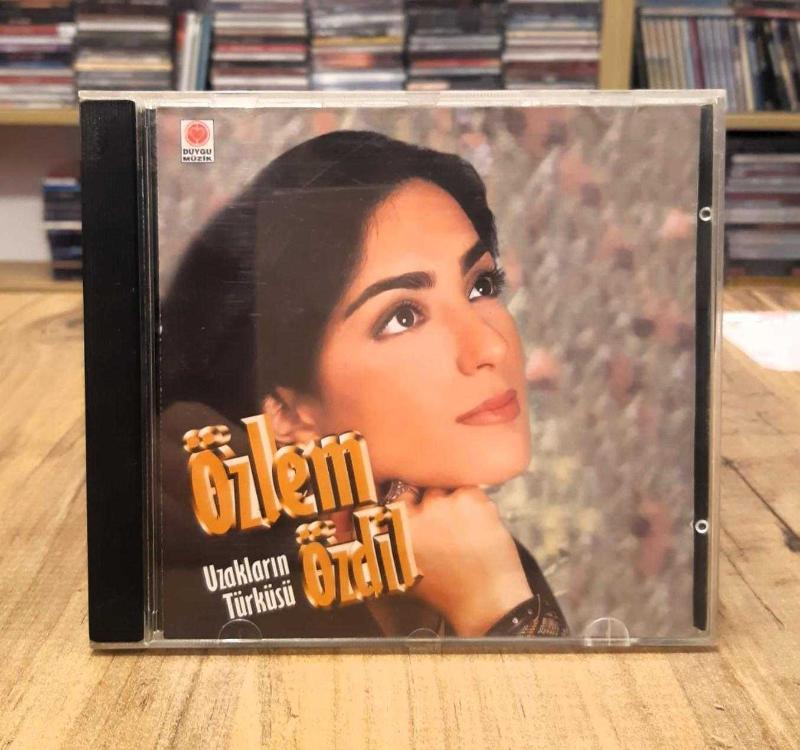 DUYGU
MÜZİK
Özlem
Özdil
Uzakların
Türküsü